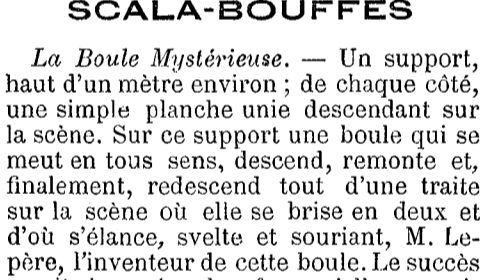 SCALA-BOUFFES
La Boule Mystérieuse. — Un support,
haut d'un mètre environ ; de chaque côté,
une simple planche unie descendant sur
la scène. Sur ce support une boule qui se
meut en tous sens, descend, remonte et,
finalement, redescend tout d'une traite
sur la scène où elle se brise en deux et
d'où s'élance, svelte et souriant, M. Le-
père, l'inventeur de cette boule. Le succès